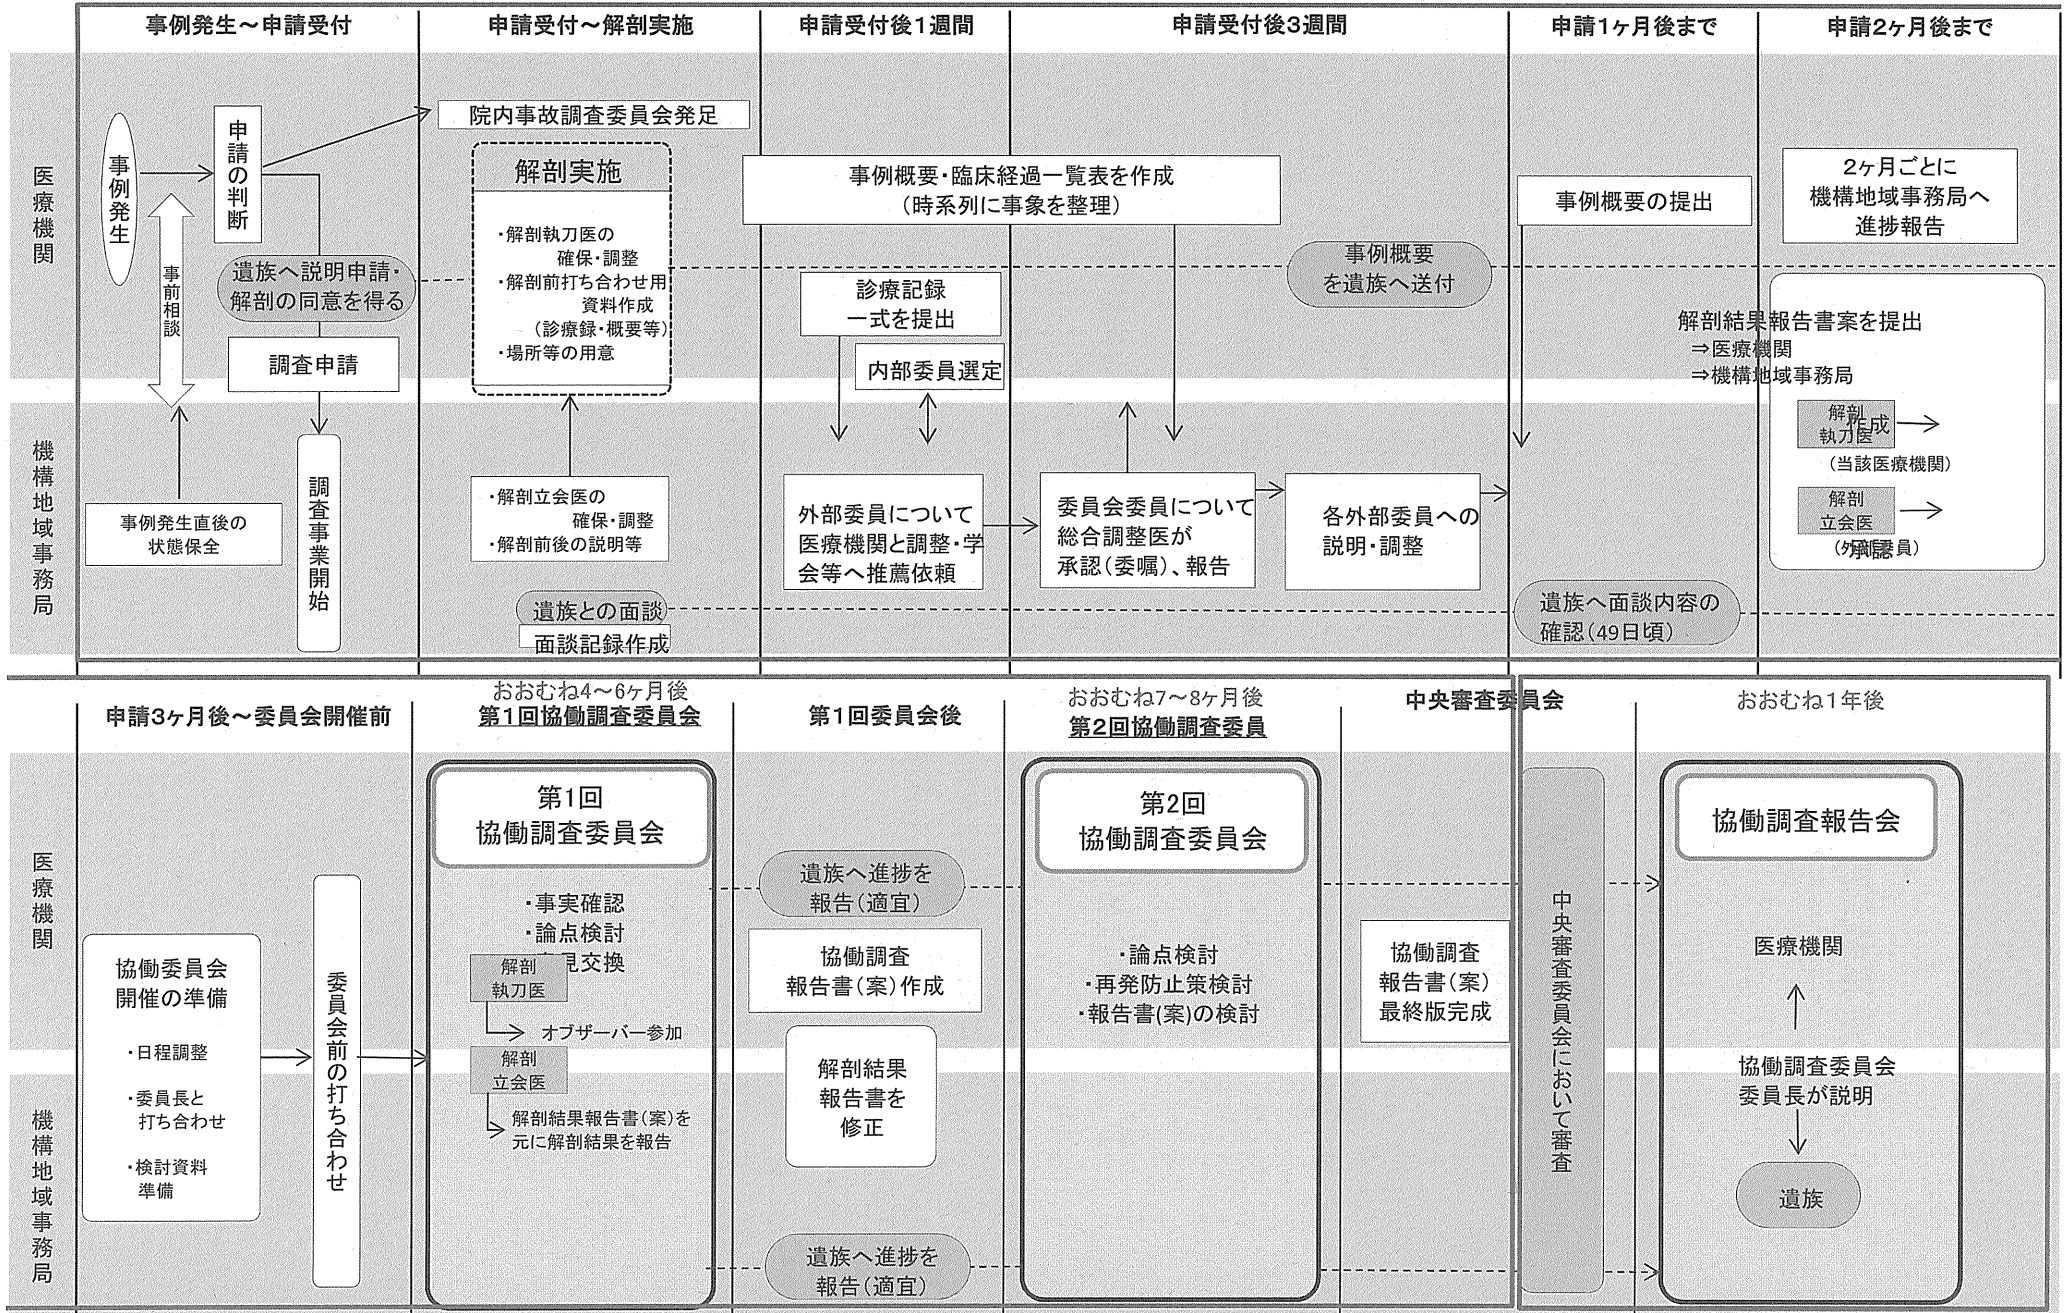 事例発生～申請受付
申請受付～解剖実施
申請受付後1週間
申請受付後3週間
申請1ヶ月後まで
申請2ヶ月後まで
医療機関
事例発生
申請の判断
事前相談
遺族へ説明申請・
解剖の同意を得る
調査申請
院内事故調査委員会発足
解剖実施
・解剖執刀医の
確保・調整
・解剖前打ち合わせ用
資料作成
（診療録・概要等）
・場所等の用意
事例概要・臨床経過一覧表を作成
（時系列に事象を整理）
診療記録
一式を提出
内部委員選定
事例概要
を遺族へ送付
事例概要の提出
2ヶ月ごとに
機構地域事務局へ
進捗報告
解剖結果報告書案を提出
⇒医療機関
⇒機構地域事務局
解剖
執刀医
作成
（当該医療機関）
解剖
立会医
承認
（外部委員）
機構地域事務局
事例発生直後の
状態保全
調査事業開始
・解剖立会医の
確保・調整
・解剖前後の説明等
遺族との面談
面談記録作成
外部委員について
医療機関と調整・学
会等へ推薦依頼
委員会委員について
総合調整医が
承認（委嘱）、報告
各外部委員への
説明・調整
遺族へ面談内容の
確認（49日頃）
申請3ヶ月後～委員会開催前
おおむね4～6ヶ月後
第1回協働調査委員会
第1回委員会後
おおむね7～8ヶ月後
第2回協働調査委員
中央審査委員会
おおむね1年後
医療機関
機構地域事務局
協働委員会
開催の準備
・日程調整
・委員長と
打ち合わせ
・検討資料
準備
委員会前の打ち合わせ
第1回
協働調査委員会
・事実確認
・論点検討
見交換
解剖
執刀医
オブザーバー参加
解剖
立会医
解剖結果報告書（案）を
元に解剖結果を報告
遺族へ進捗を
報告（適宜）
協働調査
報告書（案）作成
解剖結果
報告書を
修正
遺族へ進捗を
報告（適宜）
第2回
協働調査委員会
・論点検討
・再発防止策検討
・報告書(案)の検討
協働調査
報告書（案）
最終版完成
中央審査委員会において審査
協働調査報告会
医療機関
協働調査委員会
委員長が説明
遺族